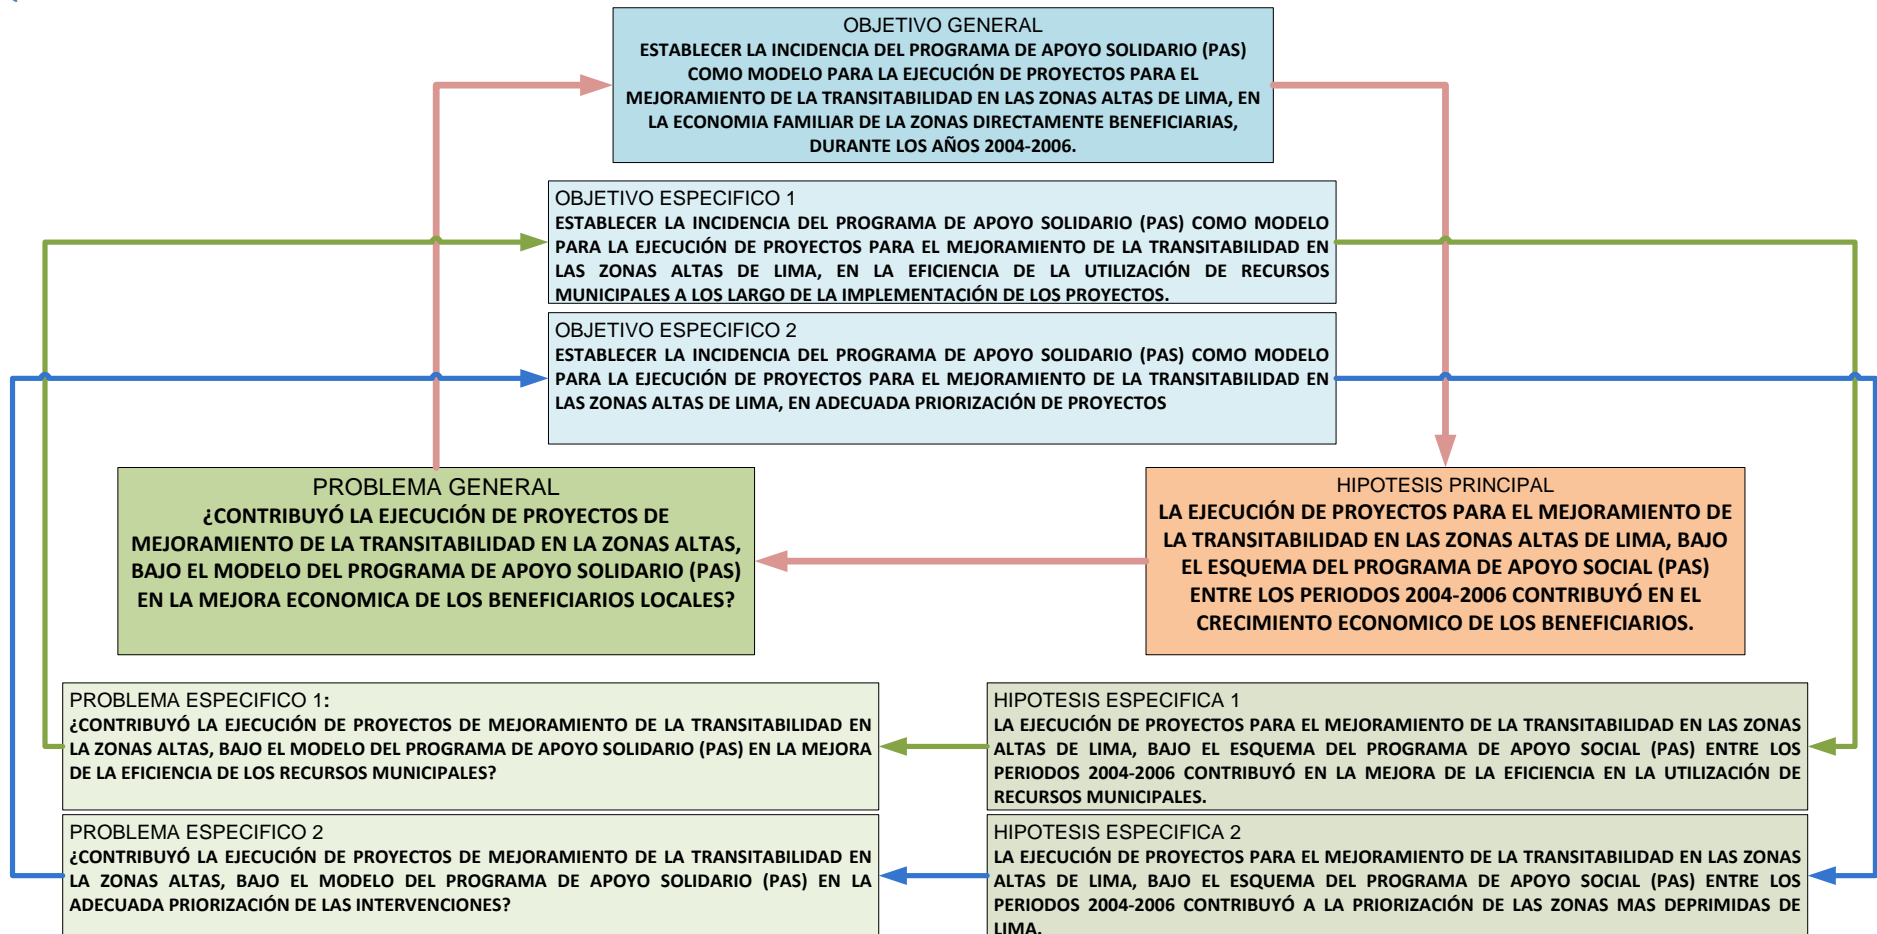 OBJETIVO GENERAL
ESTABLECER LA INCIDENCIA DEL PROGRAMA DE APOYO SOLIDARIO (PAS)
COMO MODELO PARA LA EJECUCIÓN DE PROYECTOS PARA EL
MEJORAMIENTO DE LA TRANSITABILIDAD EN LAS ZONAS ALTAS DE LIMA, EN
LA ECONOMIA FAMILIAR DE LA ZONAS DIRECTAMENTE BENEFICIARIAS,
DURANTE LOS AÑOS 2004-2006.
OBJETIVO ESPECIFICO 1
ESTABLECER LA INCIDENCIA DEL PROGRAMA DE APOYO SOLIDARIO (PAS) COMO MODELO
PARA LA EJECUCIÓN DE PROYECTOS PARA EL MEJORAMIENTO DE LA TRANSITABILIDAD EN
LAS ZONAS ALTAS DE LIMA, EN LA EFICIENCIA DE LA UTILIZACIÓN DE RECURSOS
MUNICIPALES A LOS LARGO DE LA IMPLEMENTACIÓN DE LOS PROYECTOS.
OBJETIVO ESPECIFICO 2
ESTABLECER LA INCIDENCIA DEL PROGRAMA DE APOYO SOLIDARIO (PAS) COMO MODELO
PARA LA EJECUCIÓN DE PROYECTOS PARA EL MEJORAMIENTO DE LA TRANSITABILIDAD EN
LAS ZONAS ALTAS DE LIMA, EN ADECUADA PRIORIZACIÓN DE PROYECTOS
PROBLEMA GENERAL
¿CONTRIBUYÓ LA EJECUCIÓN DE PROYECTOS DE
MEJORAMIENTO DE LA TRANSITABILIDAD EN LA ZONAS ALTAS,
BAJO EL MODELO DEL PROGRAMA DE APOYO SOLIDARIO (PAS)
EN LA MEJORA ECONOMICA DE LOS BENEFICIARIOS LOCALES?
HIPOTESIS PRINCIPAL
LA EJECUCIÓN DE PROYECTOS PARA EL MEJORAMIENTO DE
LA TRANSITABILIDAD EN LAS ZONAS ALTAS DE LIMA, BAJO
EL ESQUEMA DEL PROGRAMA DE APOYO SOCIAL (PAS)
ENTRE LOS PERIODOS 2004-2006 CONTRIBUYÓ EN EL
CRECIMIENTO ECONOMICO DE LOS BENEFICIARIOS.
PROBLEMA ESPECIFICO 1:
¿CONTRIBUYÓ LA EJECUCIÓN DE PROYECTOS DE MEJORAMIENTO DE LA TRANSITABILIDAD EN
LA ZONAS ALTAS, BAJO EL MODELO DEL PROGRAMA DE APOYO SOLIDARIO (PAS) EN LA MEJORA
DE LA EFICIENCIA DE LOS RECURSOS MUNICIPALES?
HIPOTESIS ESPECIFICA 1
LA EJECUCIÓN DE PROYECTOS PARA EL MEJORAMIENTO DE LA TRANSITABILIDAD EN LAS ZONAS
ALTAS DE LIMA, BAJO EL ESQUEMA DEL PROGRAMA DE APOYO SOCIAL (PAS) ENTRE LOS
PERIODOS 2004-2006 CONTRIBUYÓ EN LA MEJORA DE LA EFICIENCIA EN LA UTILIZACIÓN DE
RECURSOS MUNICIPALES.
PROBLEMA ESPECIFICO 2
¿CONTRIBUYÓ LA EJECUCIÓN DE PROYECTOS DE MEJORAMIENTO DE LA TRANSITABILIDAD EN
LA ZONAS ALTAS, BAJO EL MODELO DEL PROGRAMA DE APOYO SOLIDARIO (PAS) EN LA
ADECUADA PRIORIZACIÓN DE LAS INTERVENCIONES?
HIPOTESIS ESPECIFICA 2
LA EJECUCIÓN DE PROYECTOS PARA EL MEJORAMIENTO DE LA TRANSITABILIDAD EN LAS ZONAS
ALTAS DE LIMA, BAJO EL ESQUEMA DEL PROGRAMA DE APOYO SOCIAL (PAS) ENTRE LOS
PERIODOS 2004-2006 CONTRIBUYÓ A LA PRIORIZACIÓN DE LAS ZONAS MAS DEPRIMIDAS DE
LIMA.